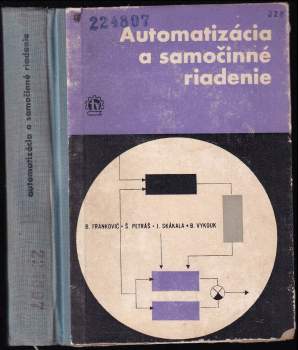 224807
Automatizácia
a samočinné
riadenie
B. FRANKOVIČ • Š. PETRÁŠ • J. SKÁKALA • B. VYKOUK
automatizácia a samočinné riadenie